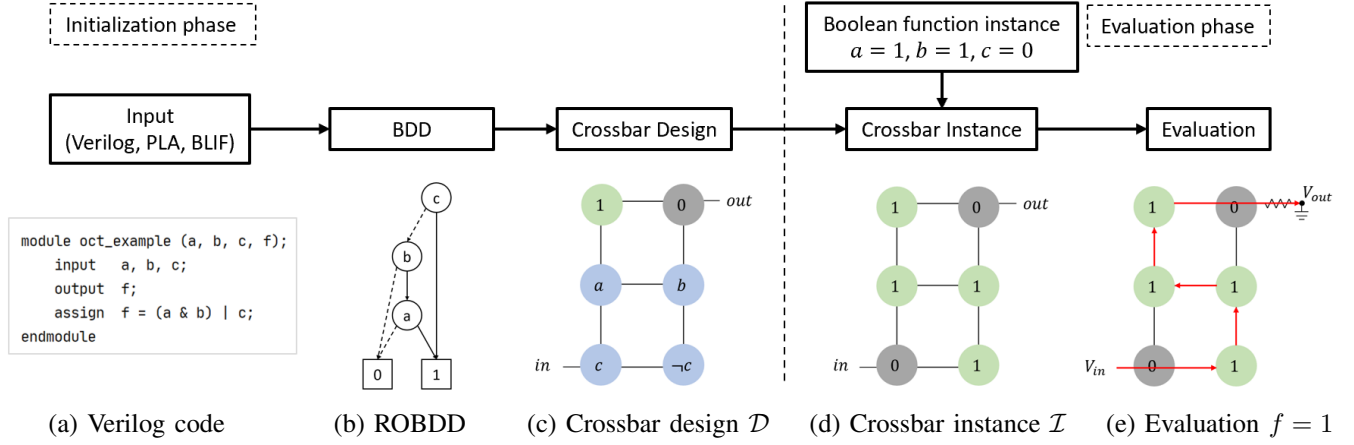 Initialization phase
Boolean function instance
a = 1, b = 1, c = 0
Evaluation phase
Input
(Verilog, PLA, BLIF)
BDD
Crossbar Design
Crossbar Instance
Evaluation
module oct_example (a, b, c, f);
input a, b, c;
output f;
assign f = (a & b) | c;
endmodule
c
b
a
0 1
1 0 out
a b
in c ¬c
1 0 out
1 1
in 0 1
1 0 V_out
1 1
V_in 0 1
(a) Verilog code
(b) ROBDD
(c) Crossbar design 𝒟
(d) Crossbar instance ℐ
(e) Evaluation f = 1